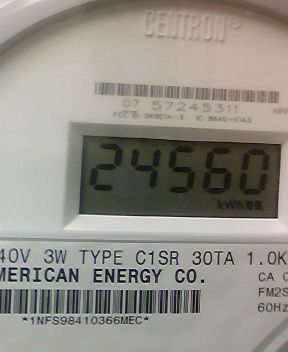 CENTRON®
07 57245311
24560
kWh
40V 3W TYPE C1SR 30TA 1.0K
MERICAN ENERGY CO.
CA
FM2S
60Hz
*1NFS98410366MEC*